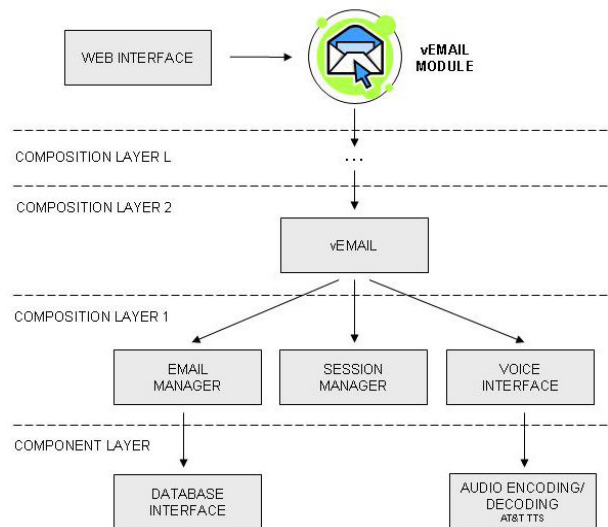 WEB INTERFACE
vEMAIL
MODULE
COMPOSITION LAYER L
...
COMPOSITION LAYER 2
vEMAIL
COMPOSITION LAYER 1
EMAIL
MANAGER
SESSION
MANAGER
VOICE
INTERFACE
COMPONENT LAYER
DATABASE
INTERFACE
AUDIO ENCODING/
DECODING
AT&T TTS